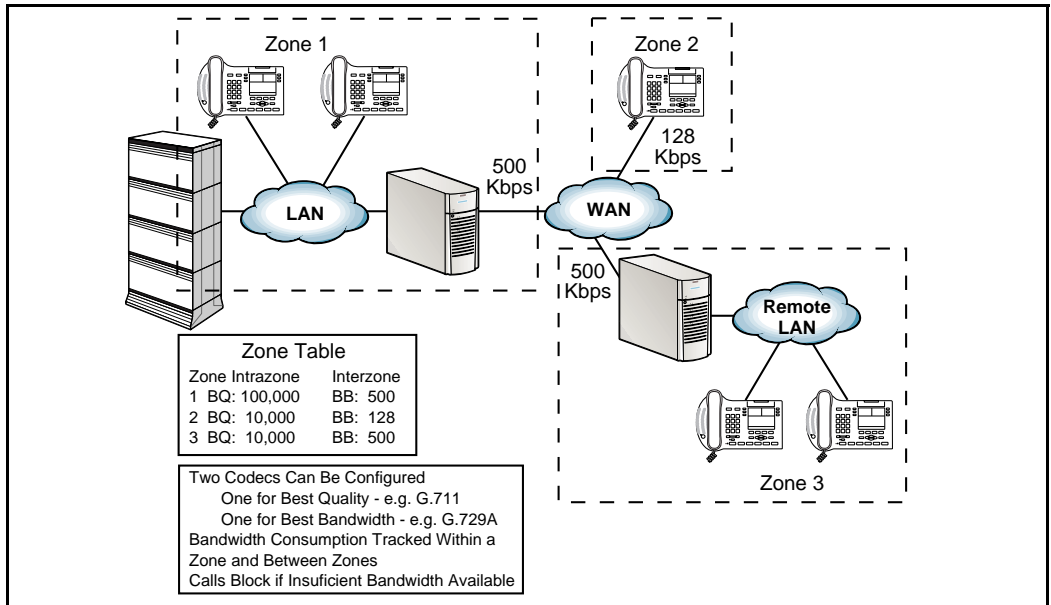 Zone 1
Zone 2
128
Kbps
500
Kbps
LAN
WAN
500
Kbps
Remote
LAN
Zone 3
Zone Table
Zone Intrazone Interzone
1 BQ: 100,000 BB: 500
2 BQ: 10,000 BB: 128
3 BQ: 10,000 BB: 500
Two Codecs Can Be Configured
One for Best Quality - e.g. G.711
One for Best Bandwidth - e.g. G.729A
Bandwidth Consumption Tracked Within a
Zone and Between Zones
Calls Block if Insuficient Bandwidth Available